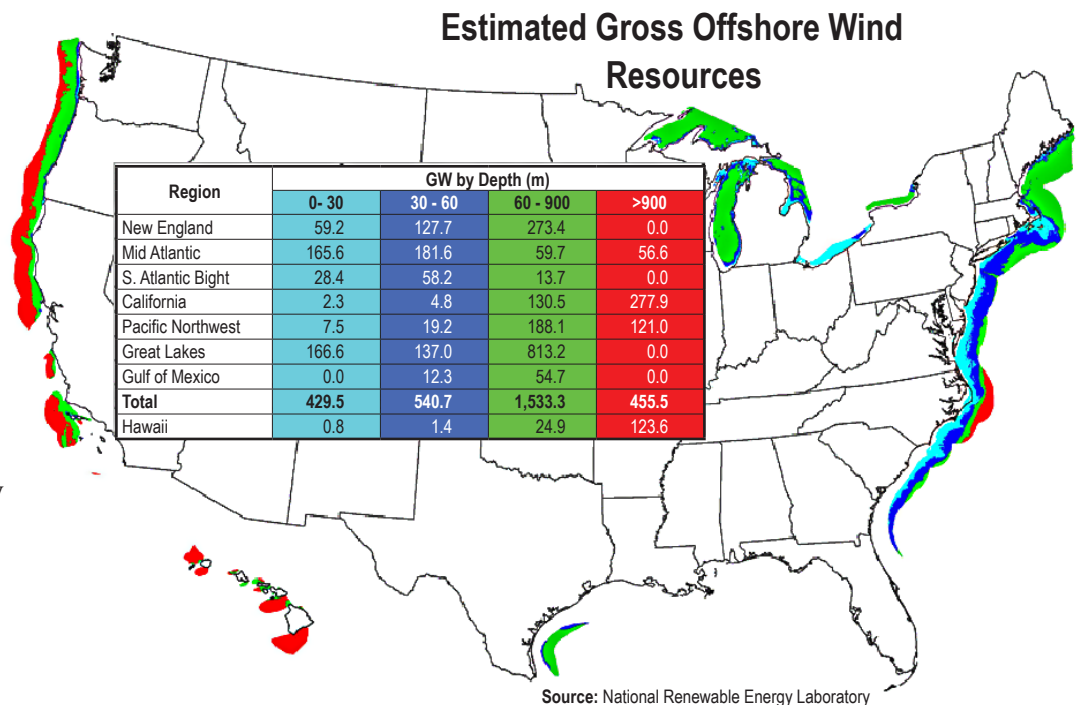 Estimated Gross Offshore Wind
Resources
Region GW by Depth (m)
0- 30 30 - 60 60 - 900 >900
New England 59.2 127.7 273.4 0.0
Mid Atlantic 165.6 181.6 59.7 56.6
S. Atlantic Bight 28.4 58.2 13.7 0.0
California 2.3 4.8 130.5 277.9
Pacific Northwest 7.5 19.2 188.1 121.0
Great Lakes 166.6 137.0 813.2 0.0
Gulf of Mexico 0.0 12.3 54.7 0.0
Total 429.5 540.7 1,533.3 455.5
Hawaii 0.8 1.4 24.9 123.6
Source: National Renewable Energy Laboratory